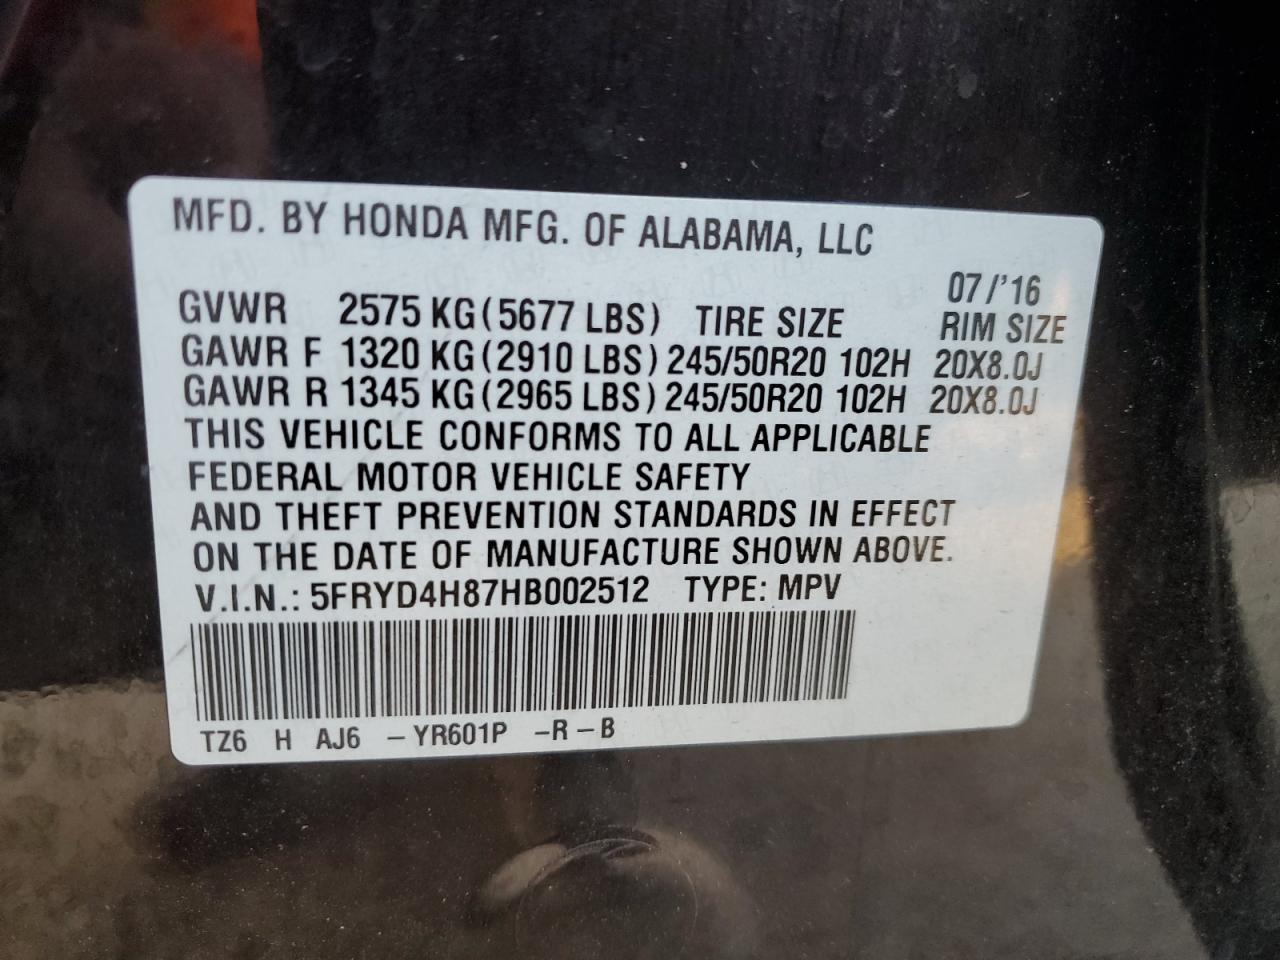 MFD. BY HONDA MFG. OF ALABAMA, LLC
07/'16
GVWR 2575 KG (5677 LBS) TIRE SIZE RIM SIZE
GAWR F 1320 KG (2910 LBS) 245/50R20 102H 20X8.0J
GAWR R 1345 KG (2965 LBS) 245/50R20 102H 20X8.0J
THIS VEHICLE CONFORMS TO ALL APPLICABLE
FEDERAL MOTOR VEHICLE SAFETY
AND THEFT PREVENTION STANDARDS IN EFFECT
ON THE DATE OF MANUFACTURE SHOWN ABOVE.
V.I.N.: 5FRYD4H87HB002512 TYPE: MPV
TZ6 H AJ6 – YR601P – R – B